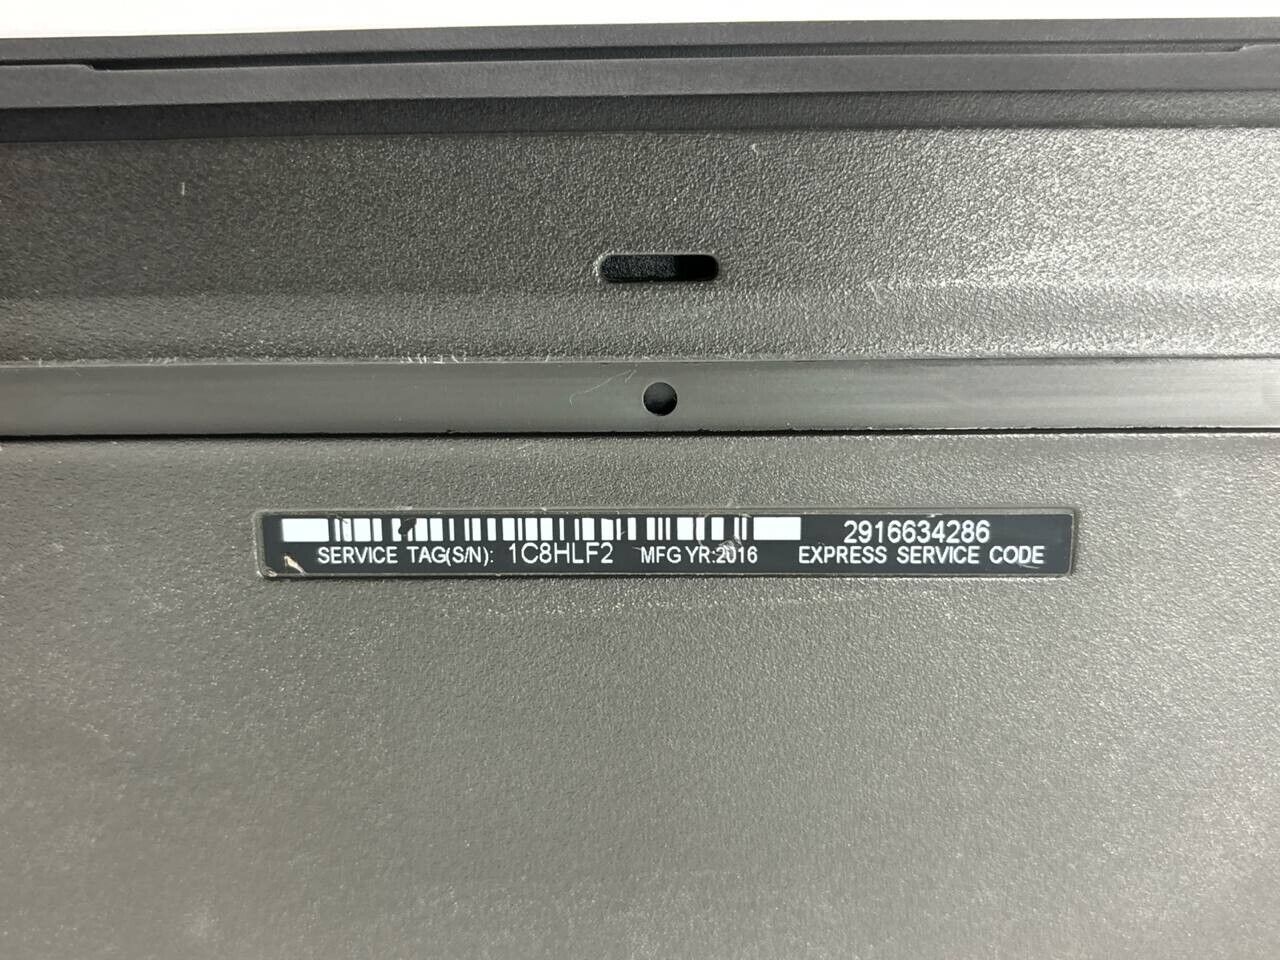 2916634286
SERVICE TAG(S/N): 1C8HLF2 MFG YR:2016 EXPRESS SERVICE CODE